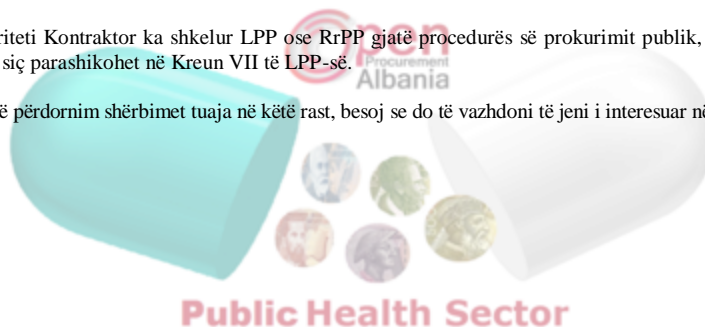 riteti Kontraktor ka shkelur LPP ose RrPP gjatë procedurës së prokurimit publik,
siç parashikohet në Kreun VII të LPP-së.
Open
Procurement
Albania
ë përdornim shërbimet tuaja në këtë rast, besoj se do të vazhdoni të jeni i interesuar në
Public Health Sector